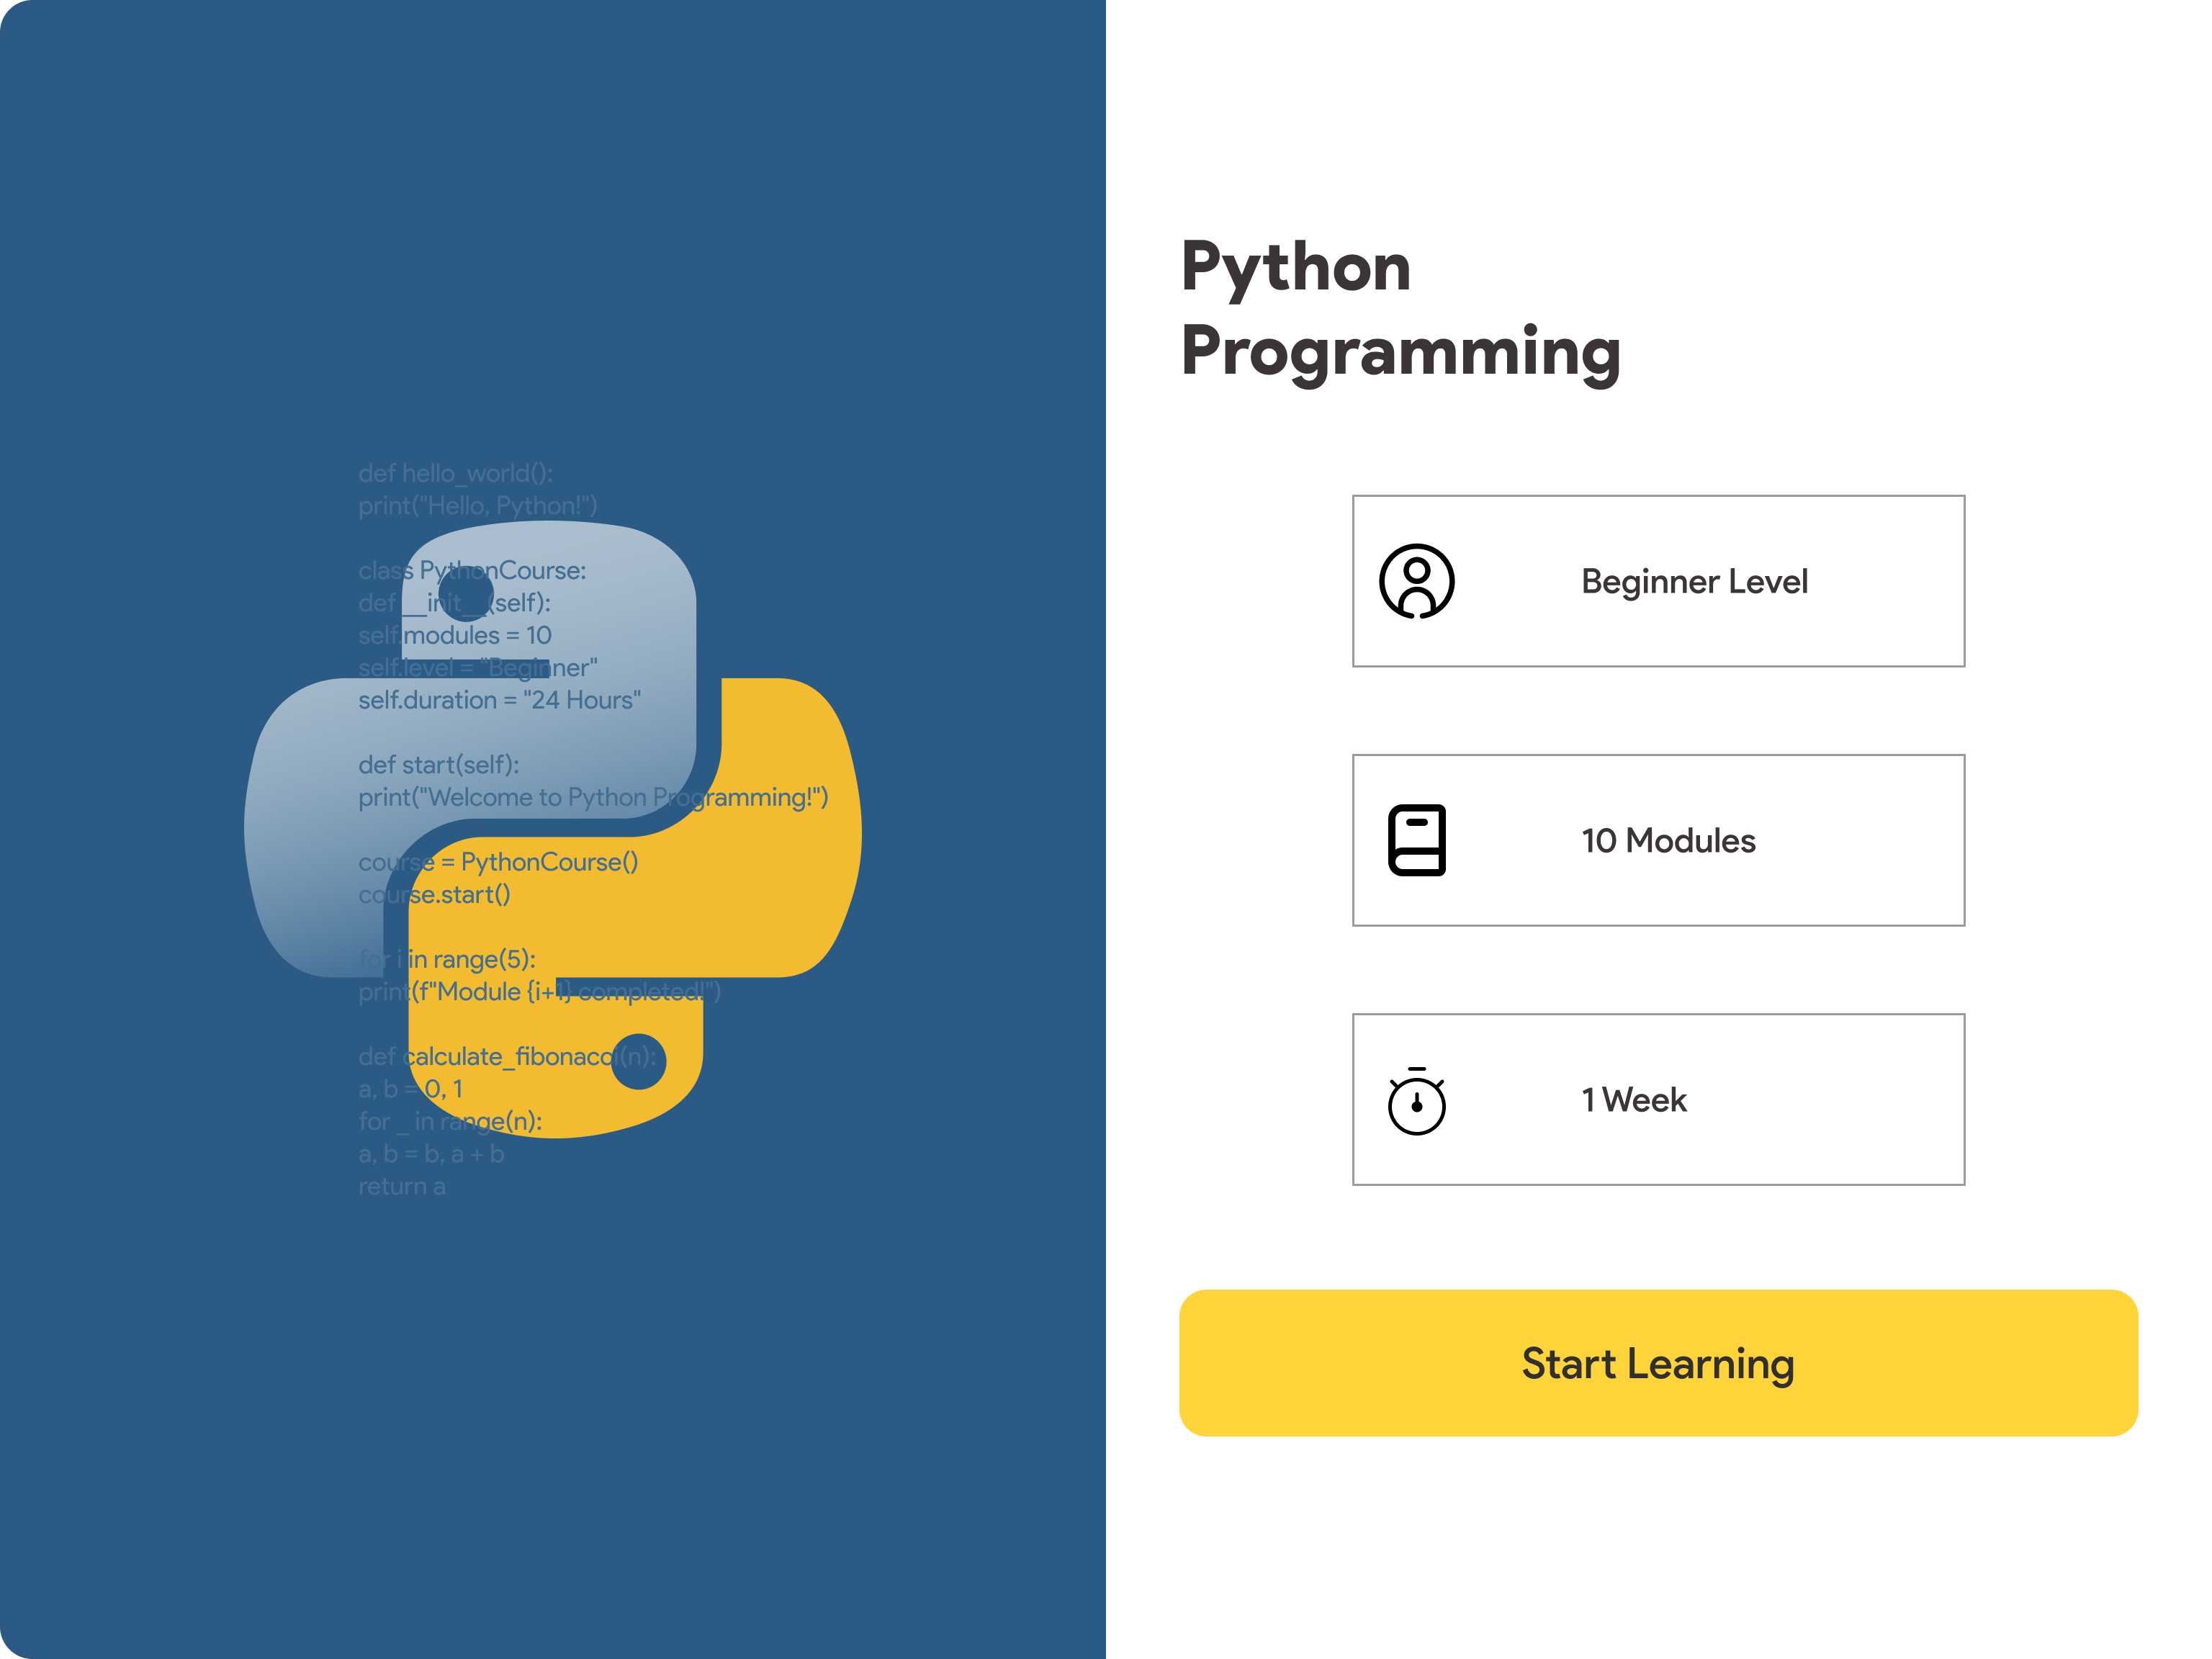 def hello_world():
print("Hello, Python!")
class PythonCourse:
def __init__(self):
self.modules = 10
self.level = "Beginner"
self.duration = "24 Hours"
def start(self):
print("Welcome to Python Programming!")
course = PythonCourse()
course.start()
for i in range(5):
print(f"Module {i+1} completed!")
def calculate_fibonacci(n):
a, b = 0, 1
for _ in range(n):
a, b = b, a + b
return a
Python
Programming
Beginner Level
10 Modules
1 Week
Start Learning